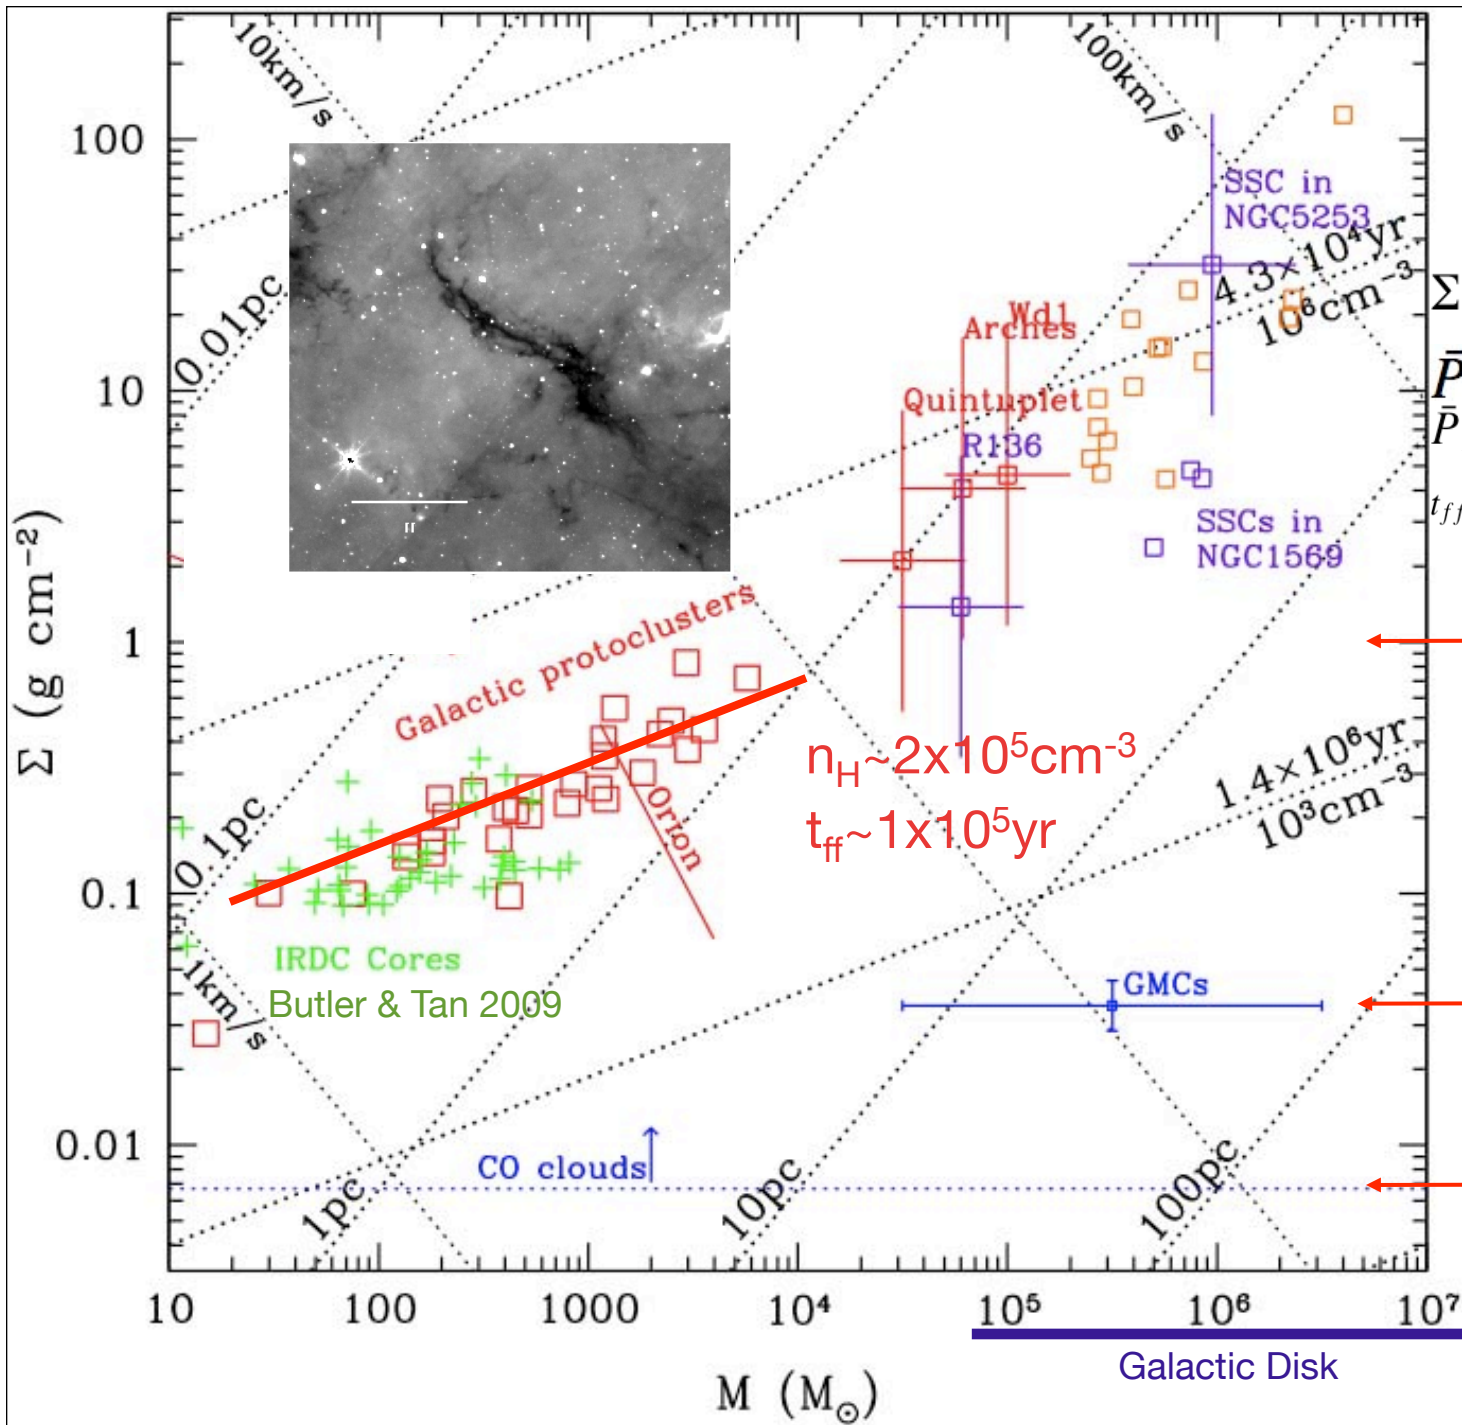 10km/s
100km/s
100
SSC in
NGC5253
4.3×10⁴yr
10⁶cm⁻³
Σ
0.01pc
Wd1
Arches
10
P̄
Quintuplet
P̄
R136
SSCs in
NGC1569
t_ff
Σ (g cm⁻²)
1
Galactic protoclusters
n_H~2x10⁵cm⁻³
t_ff~1x10⁵yr
Orion
1.4×10⁶yr
10³cm⁻³
0.1pc
0.1
IRDC Cores
Butler & Tan 2009
1km/s
GMCs
0.01
CO clouds
1pc
10pc
100pc
10 100 1000 10⁴ 10⁵ 10⁶ 10⁷
M (M☉)
Galactic Disk